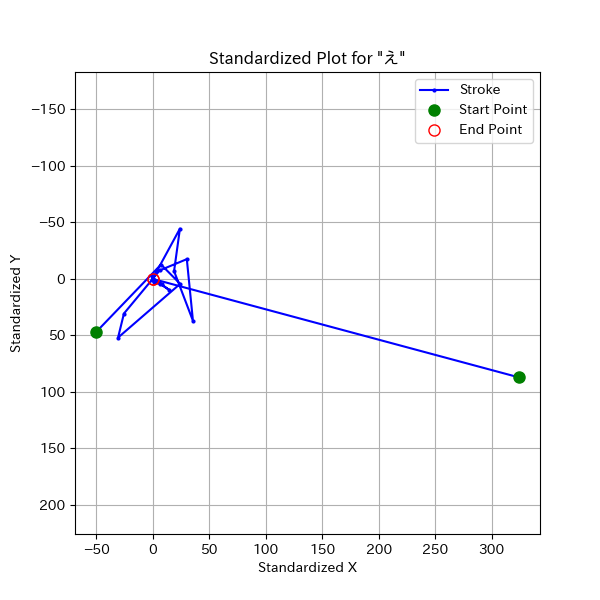 Standardized Plot for "え"
Stroke
Start Point
End Point
Standardized Y
−150
−100
−50
0
50
100
150
200
−50 0 50 100 150 200 250 300
Standardized X